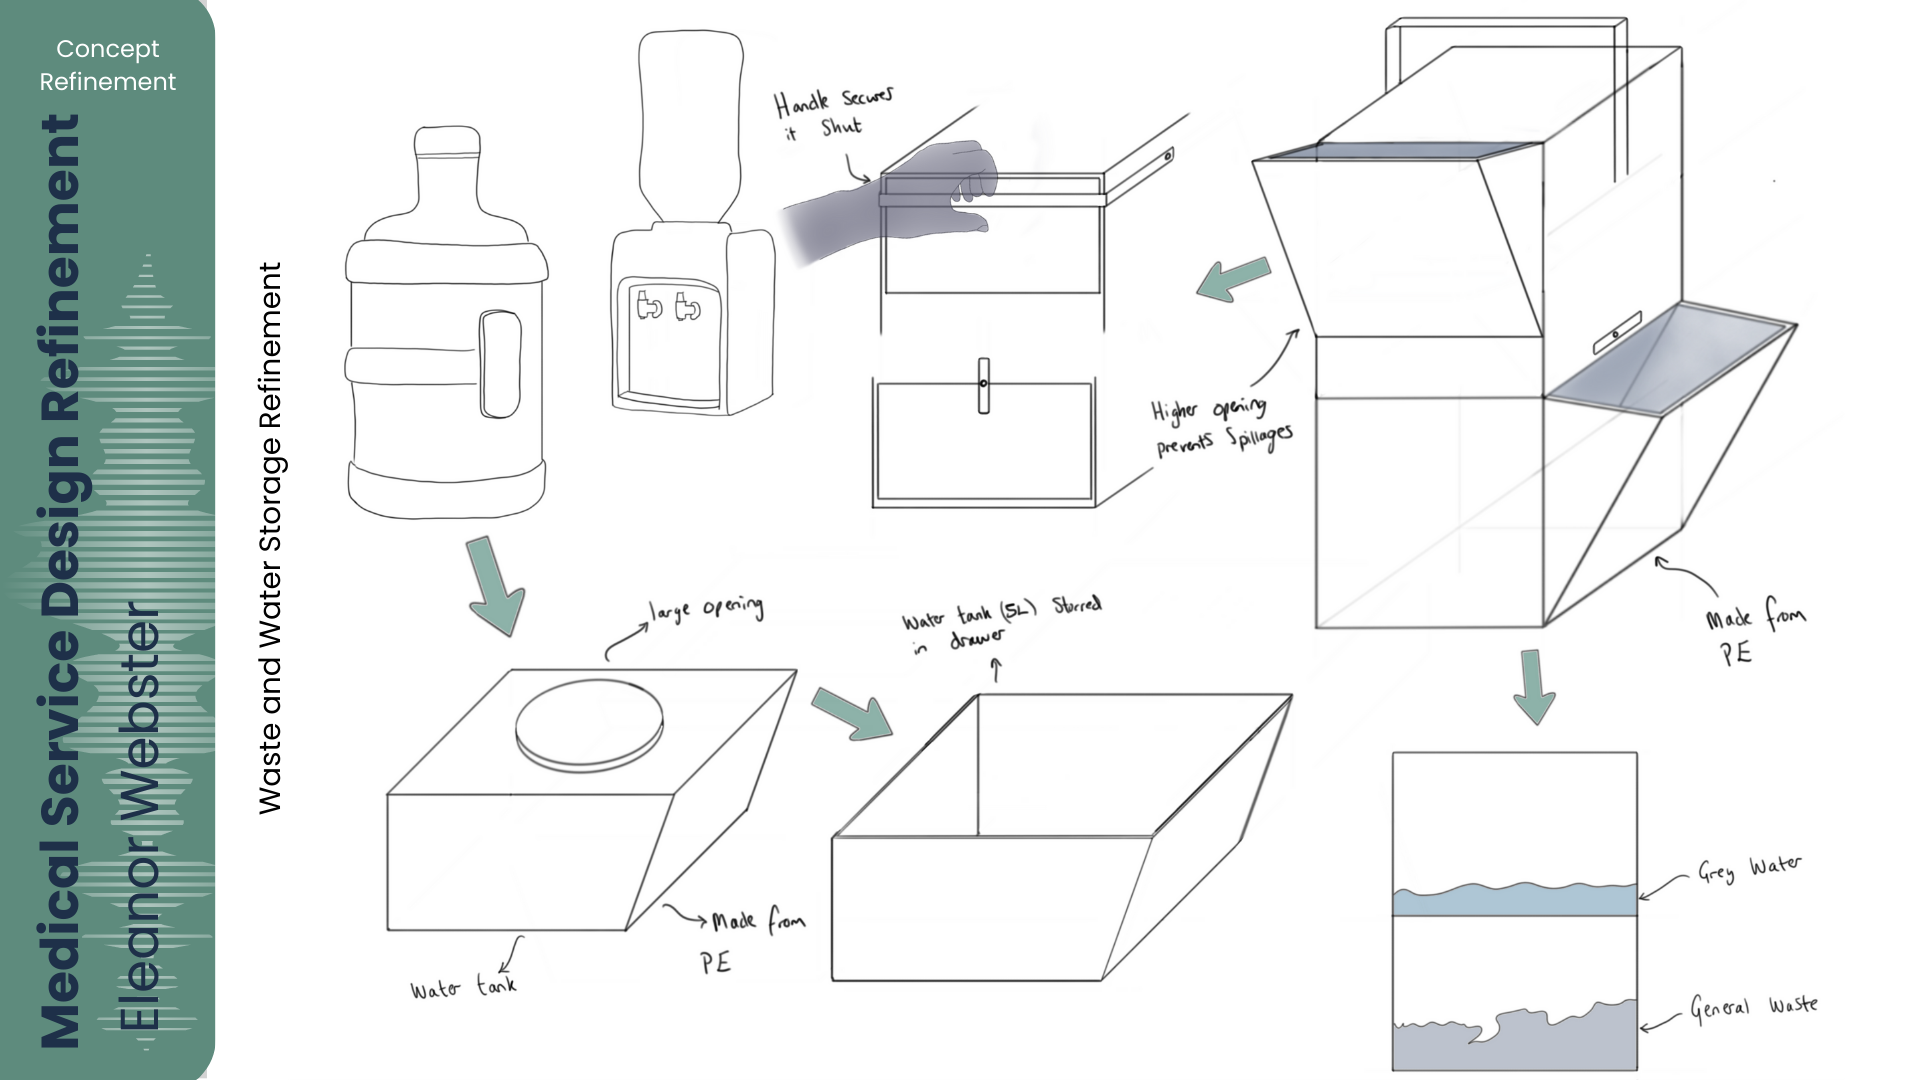 Concept
Refinement
Medical Service Design Refinement
Eleanor Webster
Waste and Water Storage Refinement
Handle Secures
it Shut
Higher opening
prevents Spillages
Made from
PE
large opening
Water tank (5L) Storred
in drawer
Made from
PE
Water tank
Grey Water
General Waste